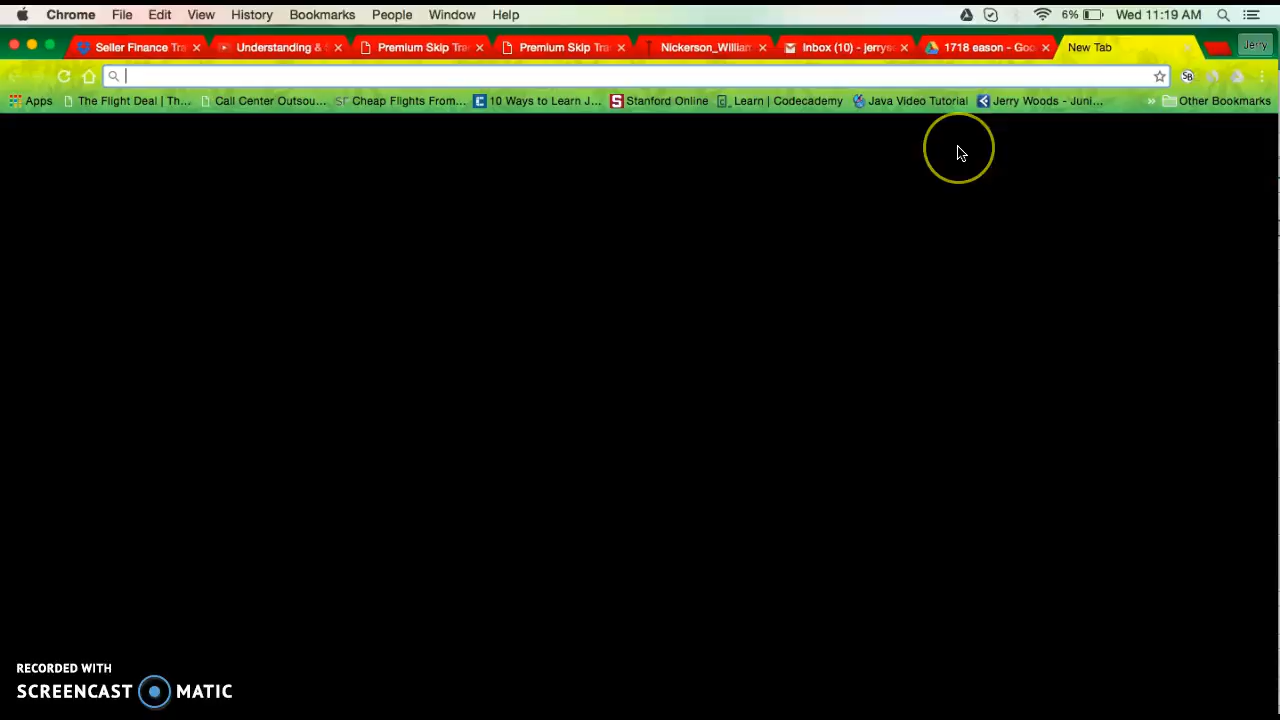 Chrome File Edit View History Bookmarks People Window Help 6% Wed 11:19 AM
Seller Finance Tra Understanding & Premium Skip Tra Premium Skip Tra Nickerson_William Inbox (10) - jerrys 1718 eason - Goo New Tab Jerry
Apps The Flight Deal | Th... Call Center Outsou... SF Cheap Flights From... 10 Ways to Learn J... Stanford Online Learn | Codecademy Java Video Tutorial Jerry Woods - Juni... » Other Bookmarks
RECORDED WITH
SCREENCAST MATIC